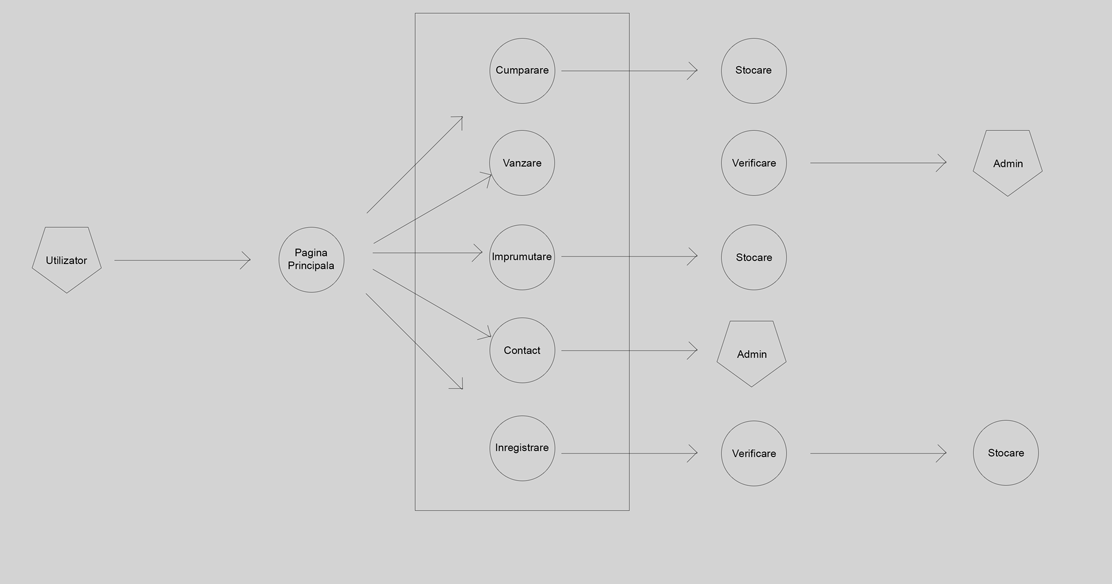 Cumparare
Stocare
Vanzare
Verificare
Admin
Utilizator
Pagina
Principala
Imprumutare
Stocare
Contact
Admin
Inregistrare
Verificare
Stocare